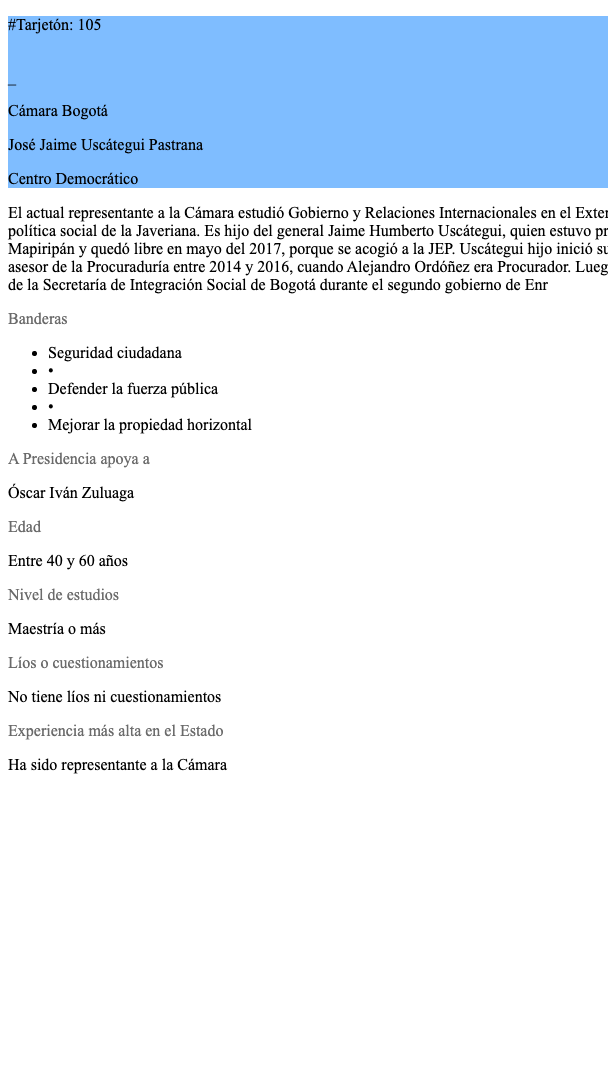 #Tarjetón: 105
_
Cámara Bogotá
José Jaime Uscátegui Pastrana
Centro Democrático
El actual representante a la Cámara estudió Gobierno y Relaciones Internacionales en el Exter
política social de la Javeriana. Es hijo del general Jaime Humberto Uscátegui, quien estuvo pr
Mapiripán y quedó libre en mayo del 2017, porque se acogió a la JEP. Uscátegui hijo inició su
asesor de la Procuraduría entre 2014 y 2016, cuando Alejandro Ordóñez era Procurador. Lueg
de la Secretaría de Integración Social de Bogotá durante el segundo gobierno de Enr
Banderas
• Seguridad ciudadana
• •
• Defender la fuerza pública
• •
• Mejorar la propiedad horizontal
A Presidencia apoya a
Óscar Iván Zuluaga
Edad
Entre 40 y 60 años
Nivel de estudios
Maestría o más
Líos o cuestionamientos
No tiene líos ni cuestionamientos
Experiencia más alta en el Estado
Ha sido representante a la Cámara